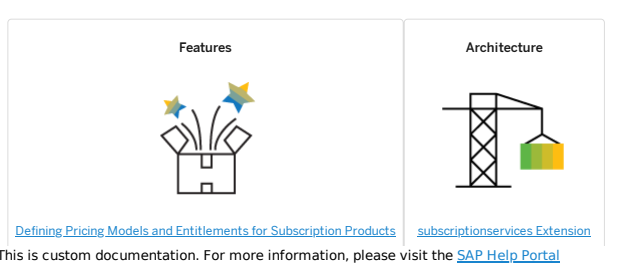 Features
Architecture
Defining Pricing Models and Entitlements for Subscription Products
subscriptionservices Extension
This is custom documentation. For more information, please visit the SAP Help Portal